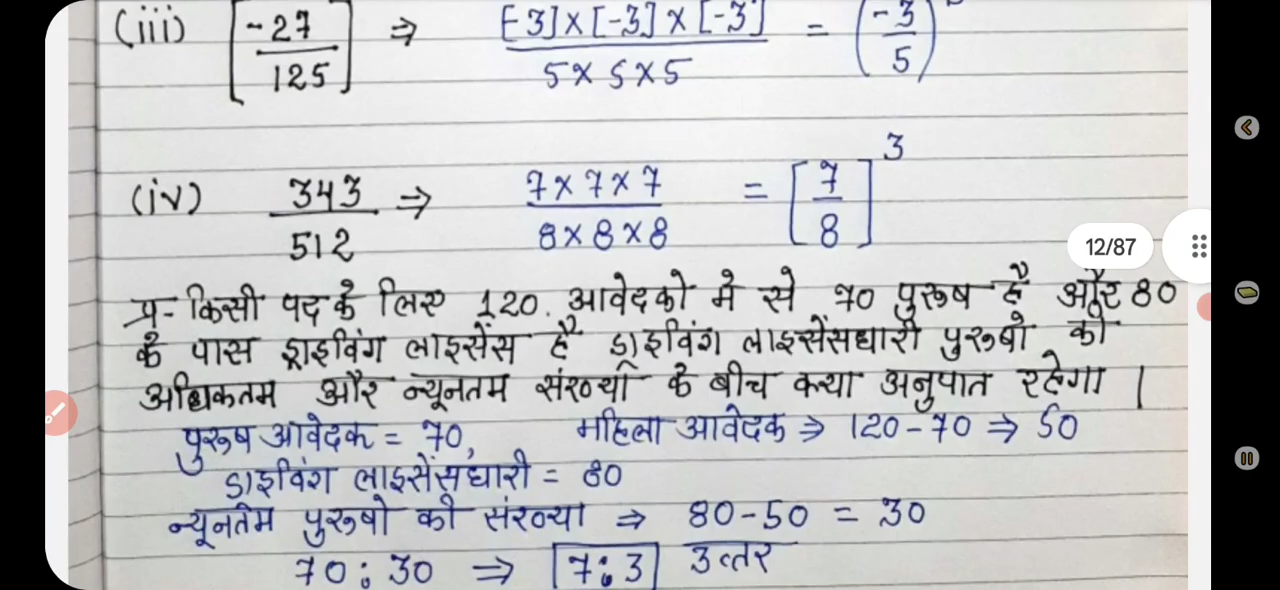 (iii) [-27/125] ⇒ [-3]×[-3]×[-3]/5×5×5 = (-3/5)
(iv) 343/512 ⇒ 7×7×7/8×8×8 = [7/8]³
12/87
प्र- किसी पद के लिए 120. आवेदको मे से 70 पुरूष है और 80
के पास ड्राइविंग लाइसेंस है ड्राइविंग लाइसेंसधारी पुरूषो की
अधिकतम और न्यूनतम संख्या के बीच क्या अनुपात रहेगा |
पुरूष आवेदक = 70, महिला आवेदक ⇒ 120-70 ⇒ 50
ड्राइविंग लाइसेंसधारी = 80
न्यूनतम पुरूषो की संख्या ⇒ 80-50 = 30
70:30 ⇒ 7:3 उत्तर